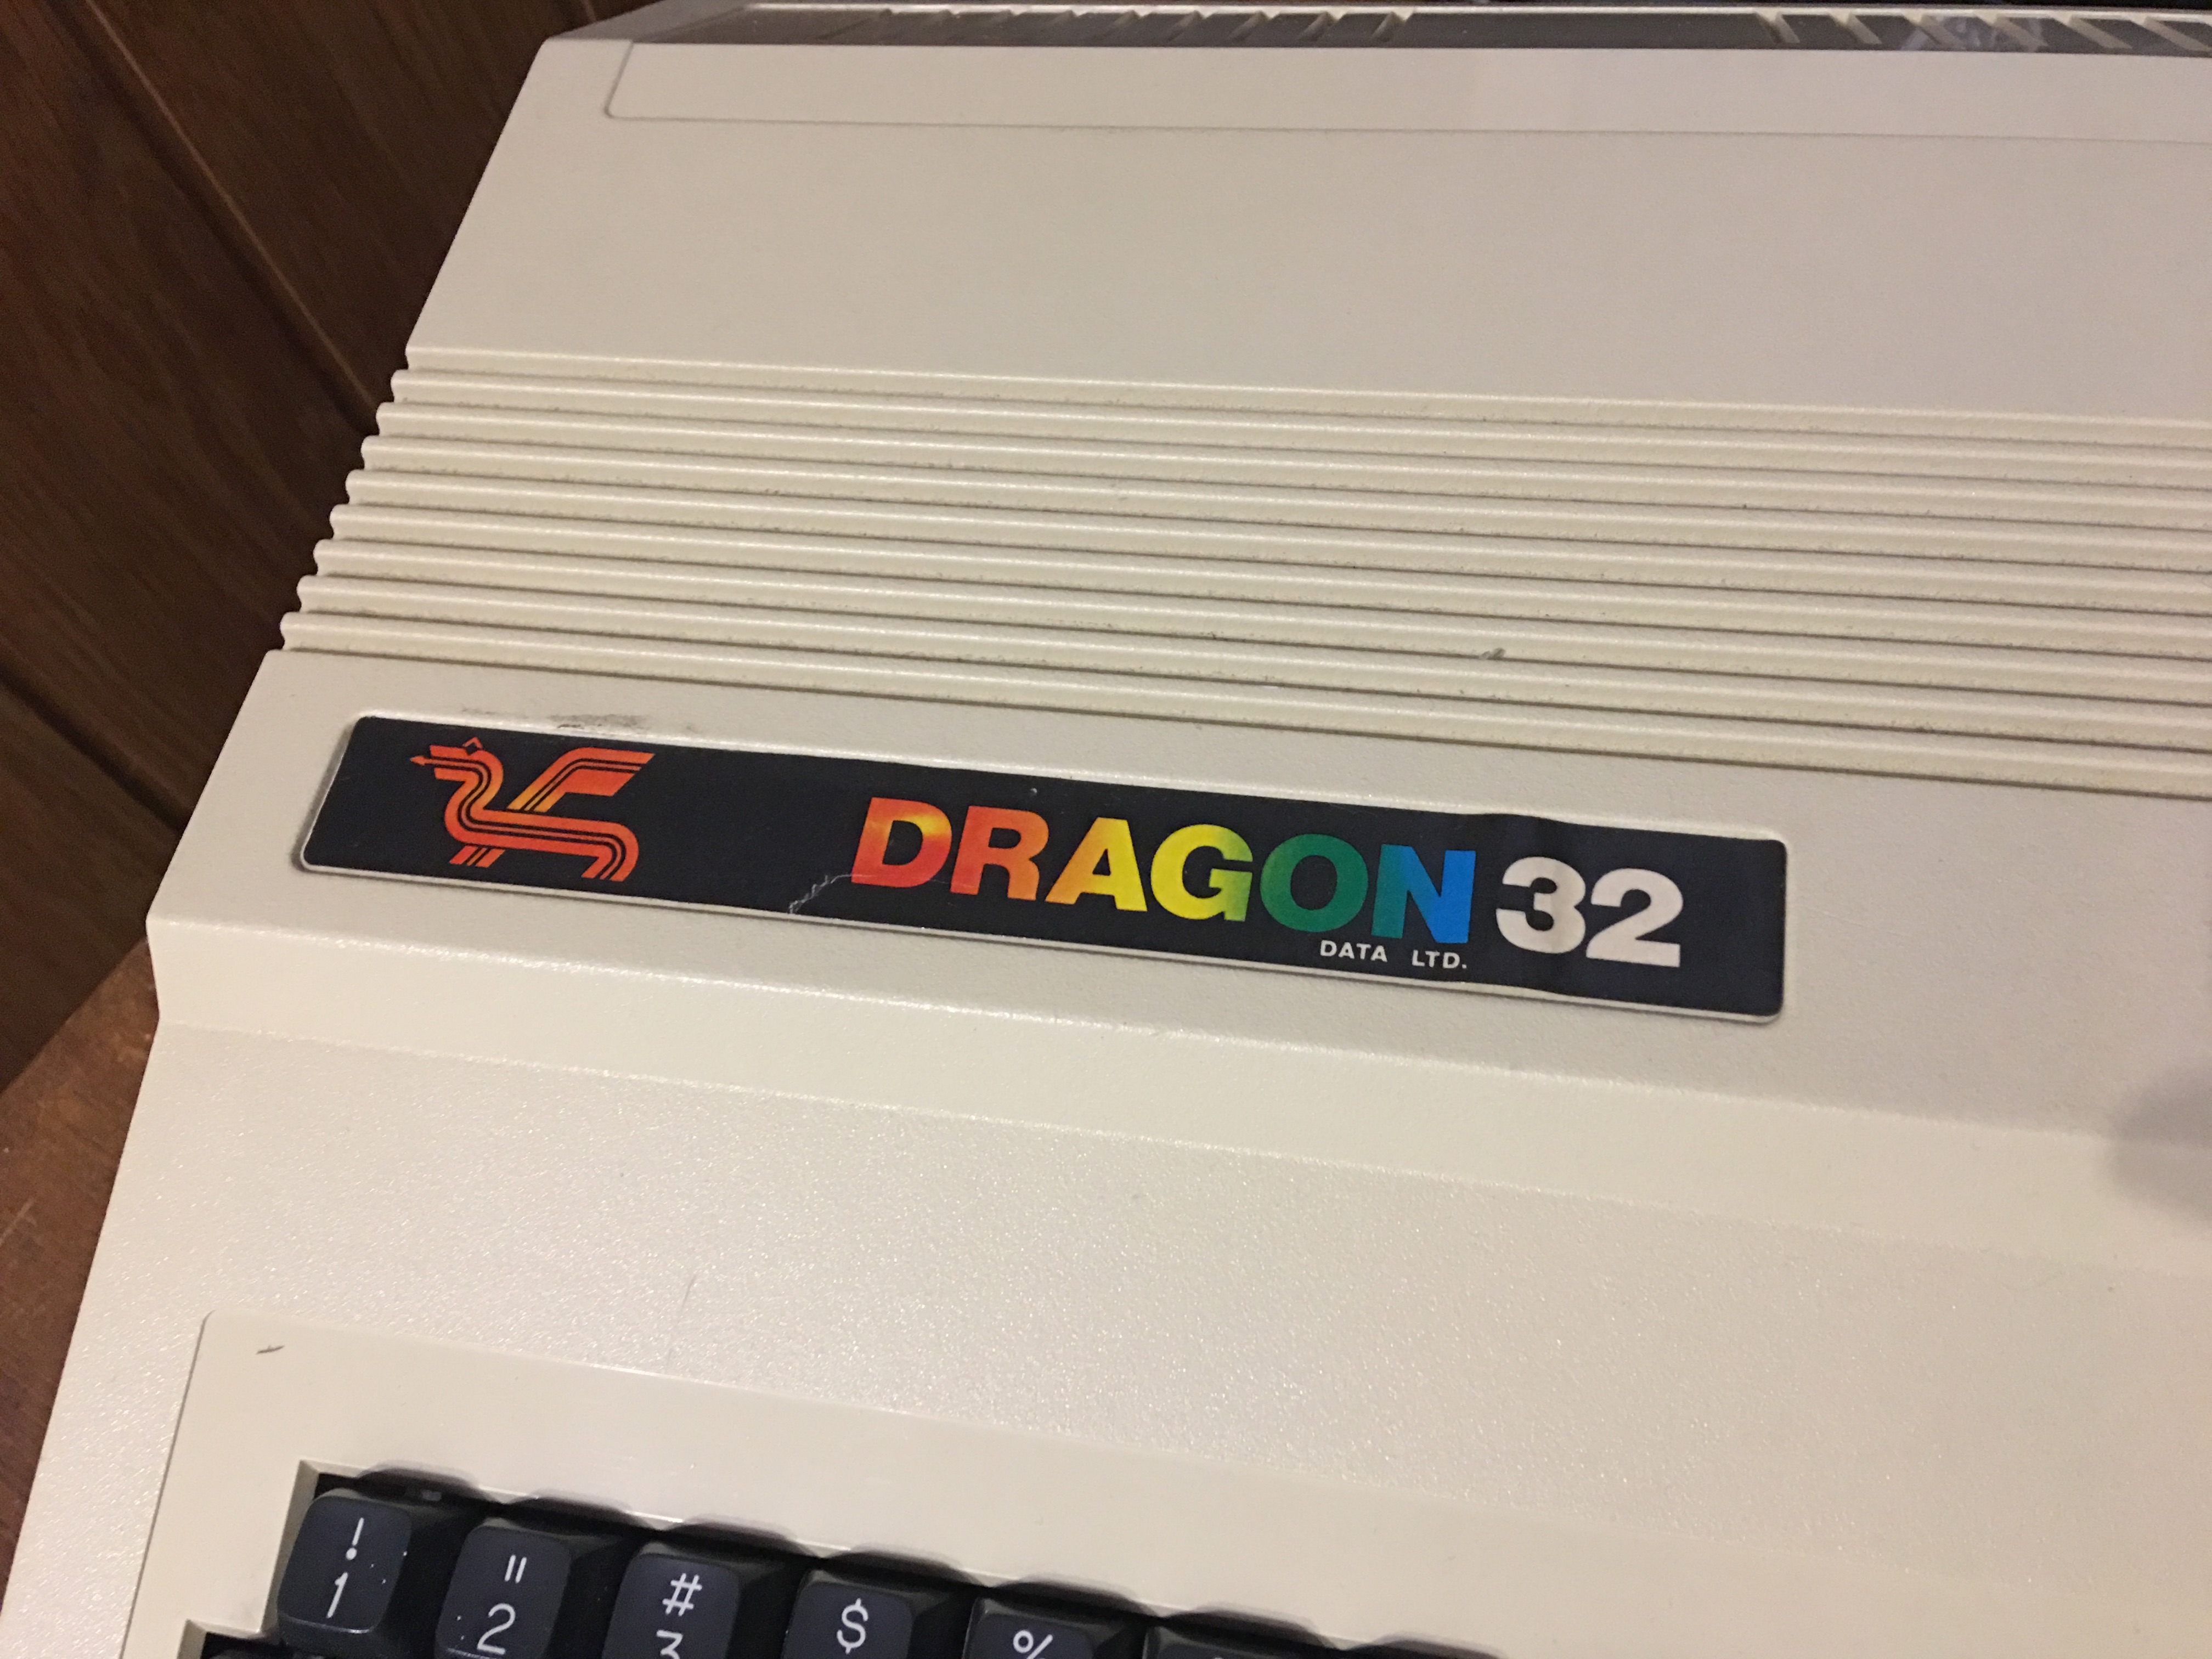 DRAGON 32
DATA LTD.
! " # $ %
1 2 3